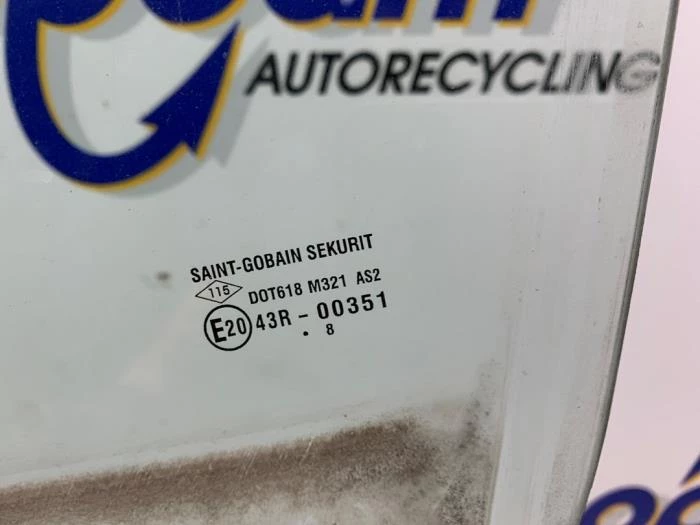 AUTORECYCLING
SAINT-GOBAIN SEKURIT
115 DOT618 M321 AS2
E20 43R - 00351
. 8